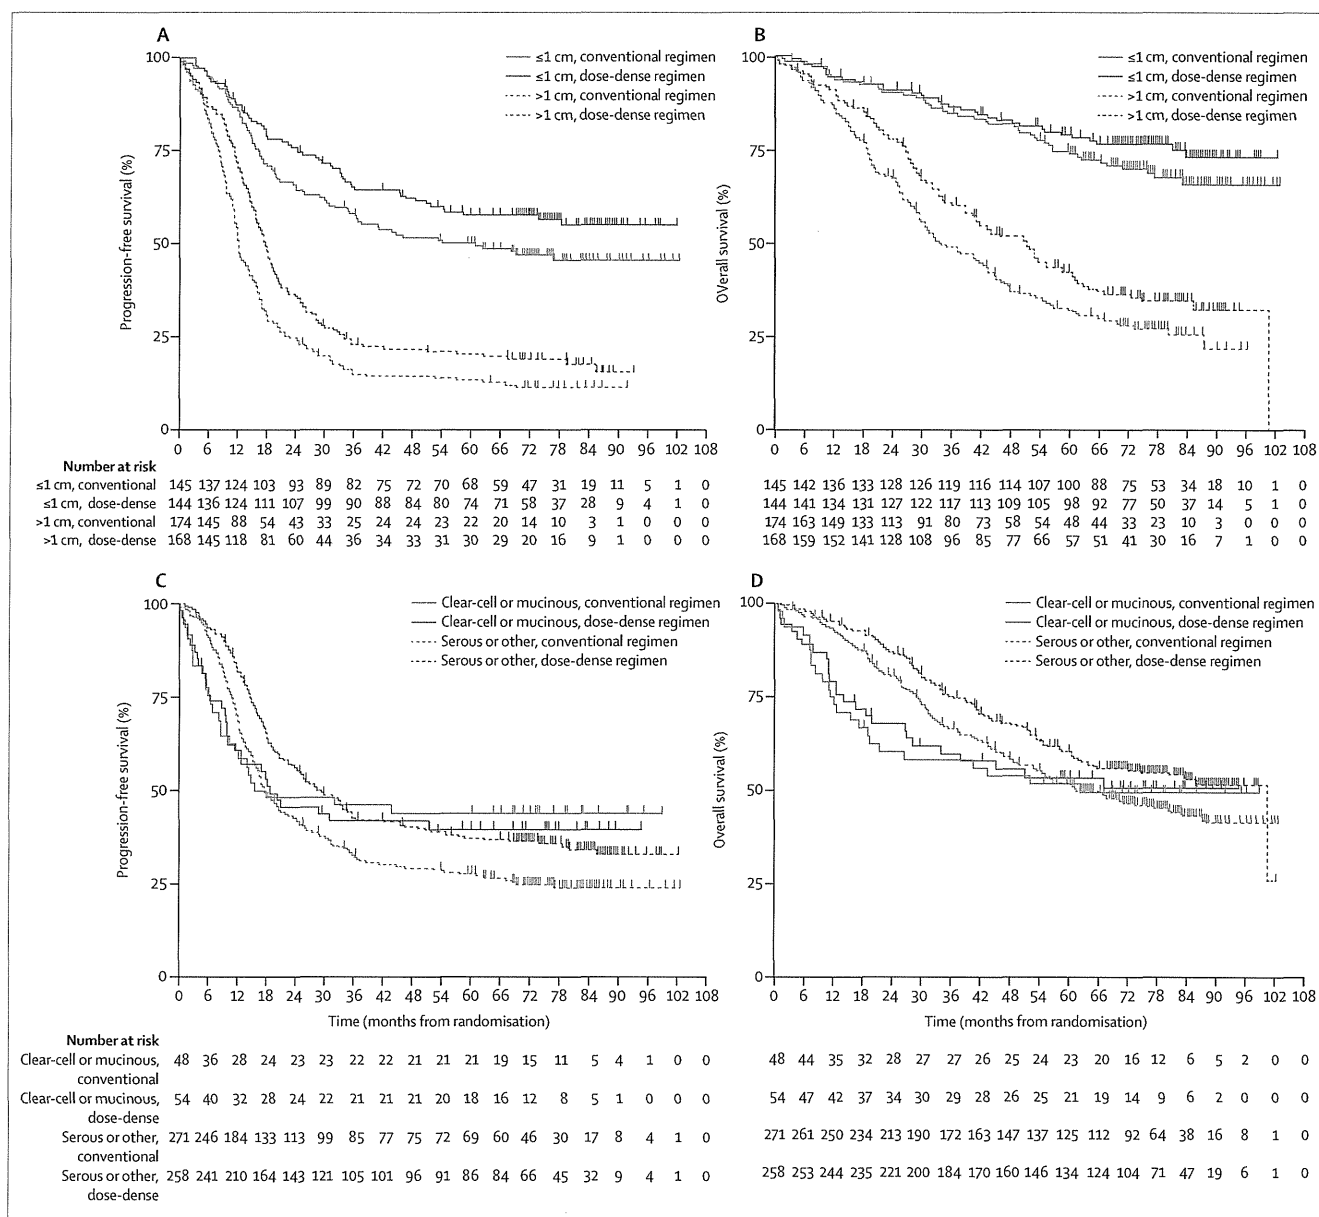 A
≤1 cm, conventional regimen
≤1 cm, dose-dense regimen
>1 cm, conventional regimen
>1 cm, dose-dense regimen
Progression-free survival (%)
100
75
50
25
0
0 6 12 18 24 30 36 42 48 54 60 66 72 78 84 90 96 102 108
B
≤1 cm, conventional regimen
≤1 cm, dose-dense regimen
>1 cm, conventional regimen
>1 cm, dose-dense regimen
OVerall survival (%)
100
75
50
25
0
0 6 12 18 24 30 36 42 48 54 60 66 72 78 84 90 96 102 108
Number at risk
≤1 cm, conventional 145 137 124 103 93 89 82 75 72 70 68 59 47 31 19 11 5 1 0 145 142 136 133 128 126 119 116 114 107 100 88 75 53 34 18 10 1 0
≤1 cm, dose-dense 144 136 124 111 107 99 90 88 84 80 74 71 58 37 28 9 4 1 0 144 141 134 131 127 122 117 113 109 105 98 92 77 50 37 14 5 1 0
>1 cm, conventional 174 145 88 54 43 33 25 24 24 23 22 20 14 10 3 1 0 0 0 174 163 149 133 113 91 80 73 58 54 48 44 33 23 10 3 0 0 0
>1 cm, dose-dense 168 145 118 81 60 44 36 34 33 31 30 29 20 16 9 1 0 0 0 168 159 152 141 128 108 96 85 77 66 57 51 41 30 16 7 1 0 0
C
Clear-cell or mucinous, conventional regimen
Clear-cell or mucinous, dose-dense regimen
Serous or other, conventional regimen
Serous or other, dose-dense regimen
Progression-free survival (%)
100
75
50
25
0
0 6 12 18 24 30 36 42 48 54 60 66 72 78 84 90 96 102 108
Time (months from randomisation)
D
Clear-cell or mucinous, conventional regimen
Clear-cell or mucinous, dose-dense regimen
Serous or other, conventional regimen
Serous or other, dose-dense regimen
Overall survival (%)
100
75
50
25
0
0 6 12 18 24 30 36 42 48 54 60 66 72 78 84 90 96 102 108
Time (months from randomisation)
Number at risk
Clear-cell or mucinous, 48 36 28 24 23 23 22 22 21 21 21 19 15 11 5 4 1 0 0 48 44 35 32 28 27 27 26 25 24 23 20 16 12 6 5 2 0 0
conventional
Clear-cell or mucinous, 54 40 32 28 24 22 21 21 21 20 18 16 12 8 5 1 0 0 0 54 47 42 37 34 30 29 28 26 25 21 19 14 9 6 2 0 0 0
dose-dense
Serous or other, 271 246 184 133 113 99 85 77 75 72 69 60 46 30 17 8 4 1 0 271 261 250 234 213 190 172 163 147 137 125 112 92 64 38 16 8 1 0
conventional
Serous or other, 258 241 210 164 143 121 105 101 96 91 86 84 66 45 32 9 4 1 0 258 253 244 235 221 200 184 170 160 146 134 124 104 71 47 19 6 1 0
dose-dense